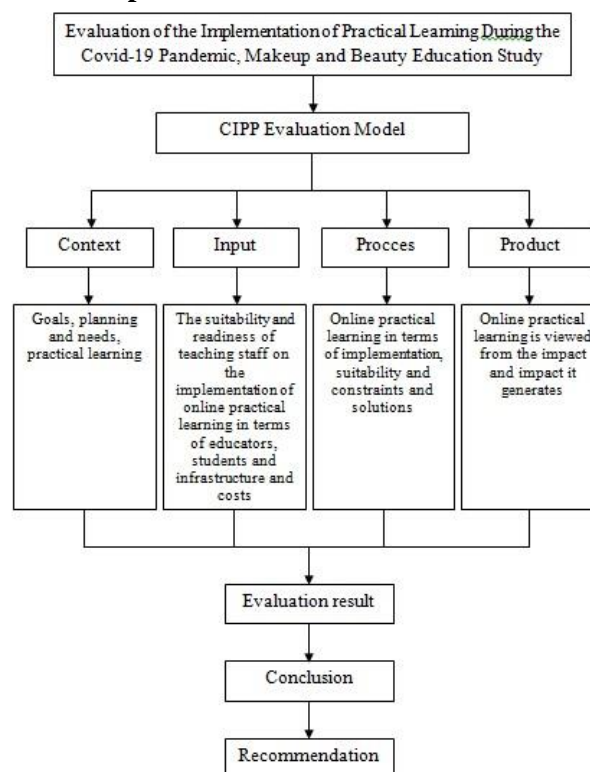 Evaluation of the Implementation of Practical Learning During the
Covid-19 Pandemic, Makeup and Beauty Education Study
CIPP Evaluation Model
Context
Input
Procces
Product
Goals, planning
and needs,
practical learning
The suitability and
readiness of
teaching staff on
the
implementation of
online practical
learning in terms
of educators,
students and
infrastructure and
costs
Online practical
learning in terms
of implementation,
suitability and
constraints and
solutions
Online practical
learning is viewed
from the impact
and impact it
generates
Evaluation result
Conclusion
Recommendation